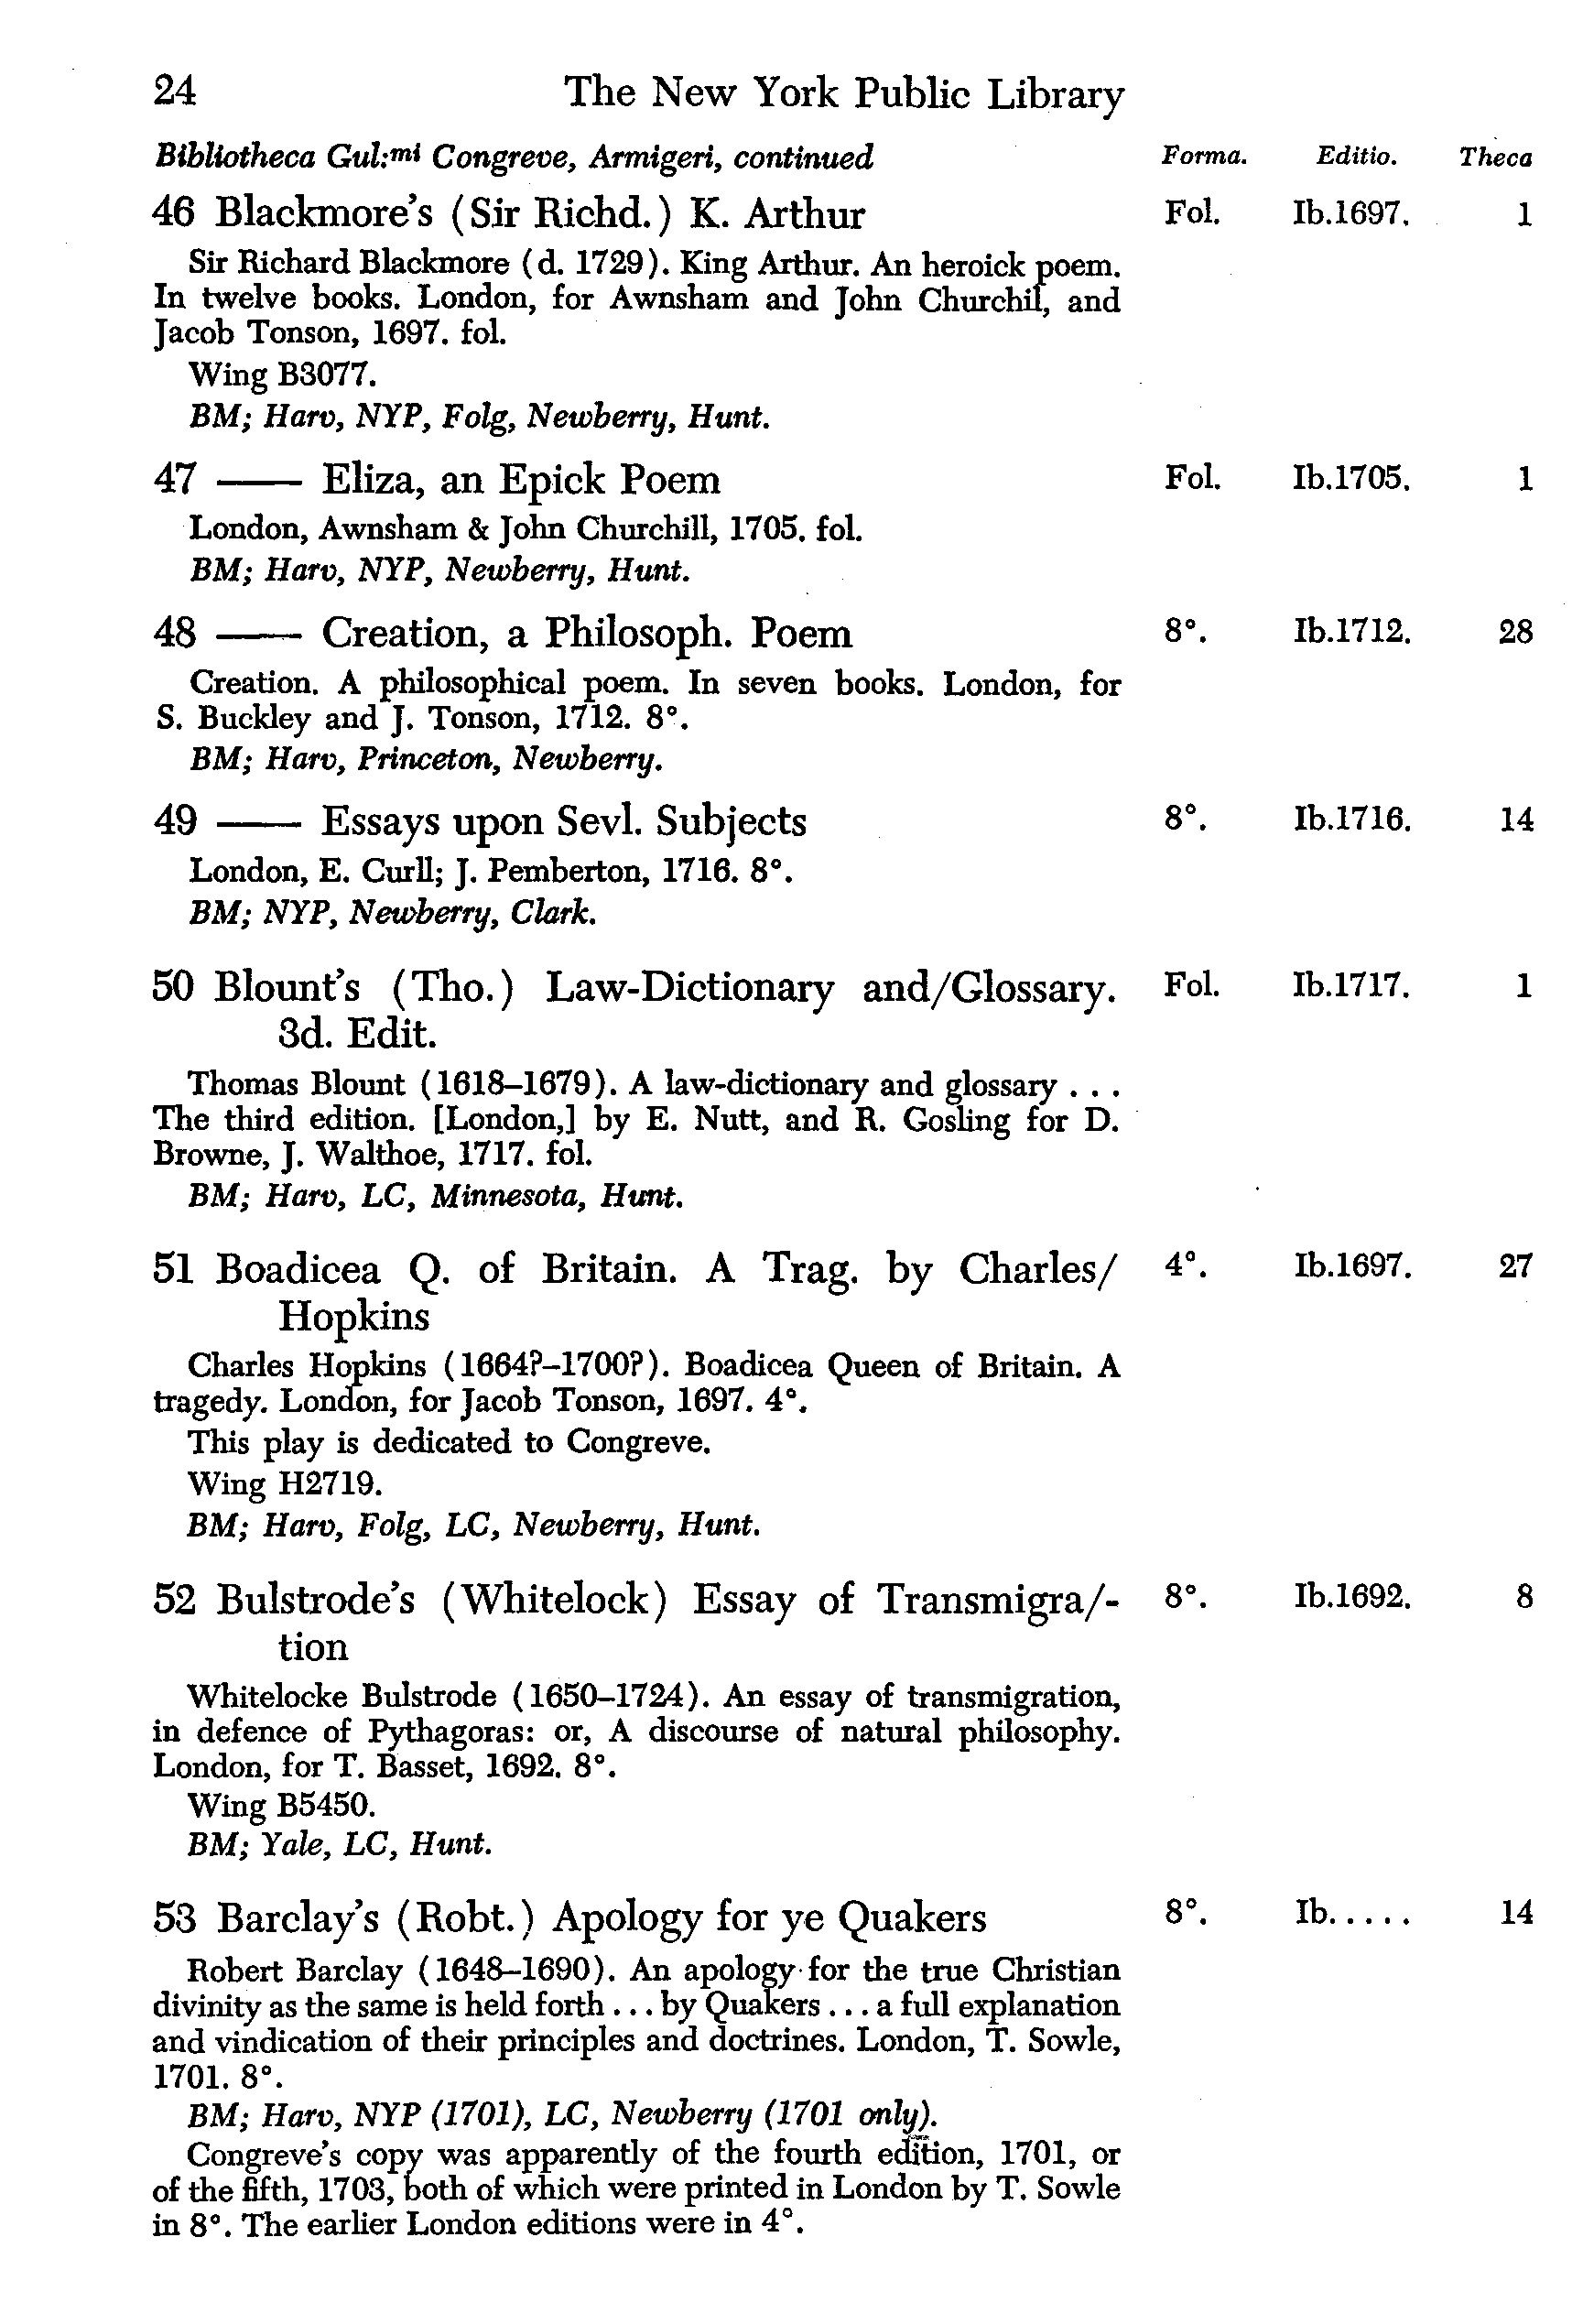 24 The New York Public Library
Bibliotheca Gul:mi Congreve, Armigeri, continued Forma. Editio. Theca
46 Blackmore's (Sir Richd.) K. Arthur Fol. Ib.1697. 1
Sir Richard Blackmore (d. 1729). King Arthur. An heroick poem.
In twelve books. London, for Awnsham and John Churchil, and
Jacob Tonson, 1697. fol.
Wing B3077.
BM; Harv, NYP, Folg, Newberry, Hunt.
47 —— Eliza, an Epick Poem Fol. Ib.1705. 1
London, Awnsham & John Churchill, 1705. fol.
BM; Harv, NYP, Newberry, Hunt.
48 —— Creation, a Philosoph. Poem 8°. Ib.1712. 28
Creation. A philosophical poem. In seven books. London, for
S. Buckley and J. Tonson, 1712. 8°.
BM; Harv, Princeton, Newberry.
49 —— Essays upon Sevl. Subjects 8°. Ib.1716. 14
London, E. Curll; J. Pemberton, 1716. 8°.
BM; NYP, Newberry, Clark.
50 Blount's (Tho.) Law-Dictionary and/Glossary. Fol. Ib.1717. 1
3d. Edit.
Thomas Blount (1618–1679). A law-dictionary and glossary . . .
The third edition. [London,] by E. Nutt, and R. Gosling for D.
Browne, J. Walthoe, 1717. fol.
BM; Harv, LC, Minnesota, Hunt.
51 Boadicea Q. of Britain. A Trag. by Charles/ 4°. Ib.1697. 27
Hopkins
Charles Hopkins (1664?–1700?). Boadicea Queen of Britain. A
tragedy. London, for Jacob Tonson, 1697. 4°.
This play is dedicated to Congreve.
Wing H2719.
BM; Harv, Folg, LC, Newberry, Hunt.
52 Bulstrode's (Whitelock) Essay of Transmigra/- 8°. Ib.1692. 8
tion
Whitelocke Bulstrode (1650–1724). An essay of transmigration,
in defence of Pythagoras: or, A discourse of natural philosophy.
London, for T. Basset, 1692. 8°.
Wing B5450.
BM; Yale, LC, Hunt.
53 Barclay's (Robt.) Apology for ye Quakers 8°. Ib. . . . . 14
Robert Barclay (1648–1690). An apology for the true Christian
divinity as the same is held forth . . . by Quakers . . . a full explanation
and vindication of their principles and doctrines. London, T. Sowle,
1701. 8°.
BM; Harv, NYP (1701), LC, Newberry (1701 only).
Congreve's copy was apparently of the fourth edition, 1701, or
of the fifth, 1703, both of which were printed in London by T. Sowle
in 8°. The earlier London editions were in 4°.